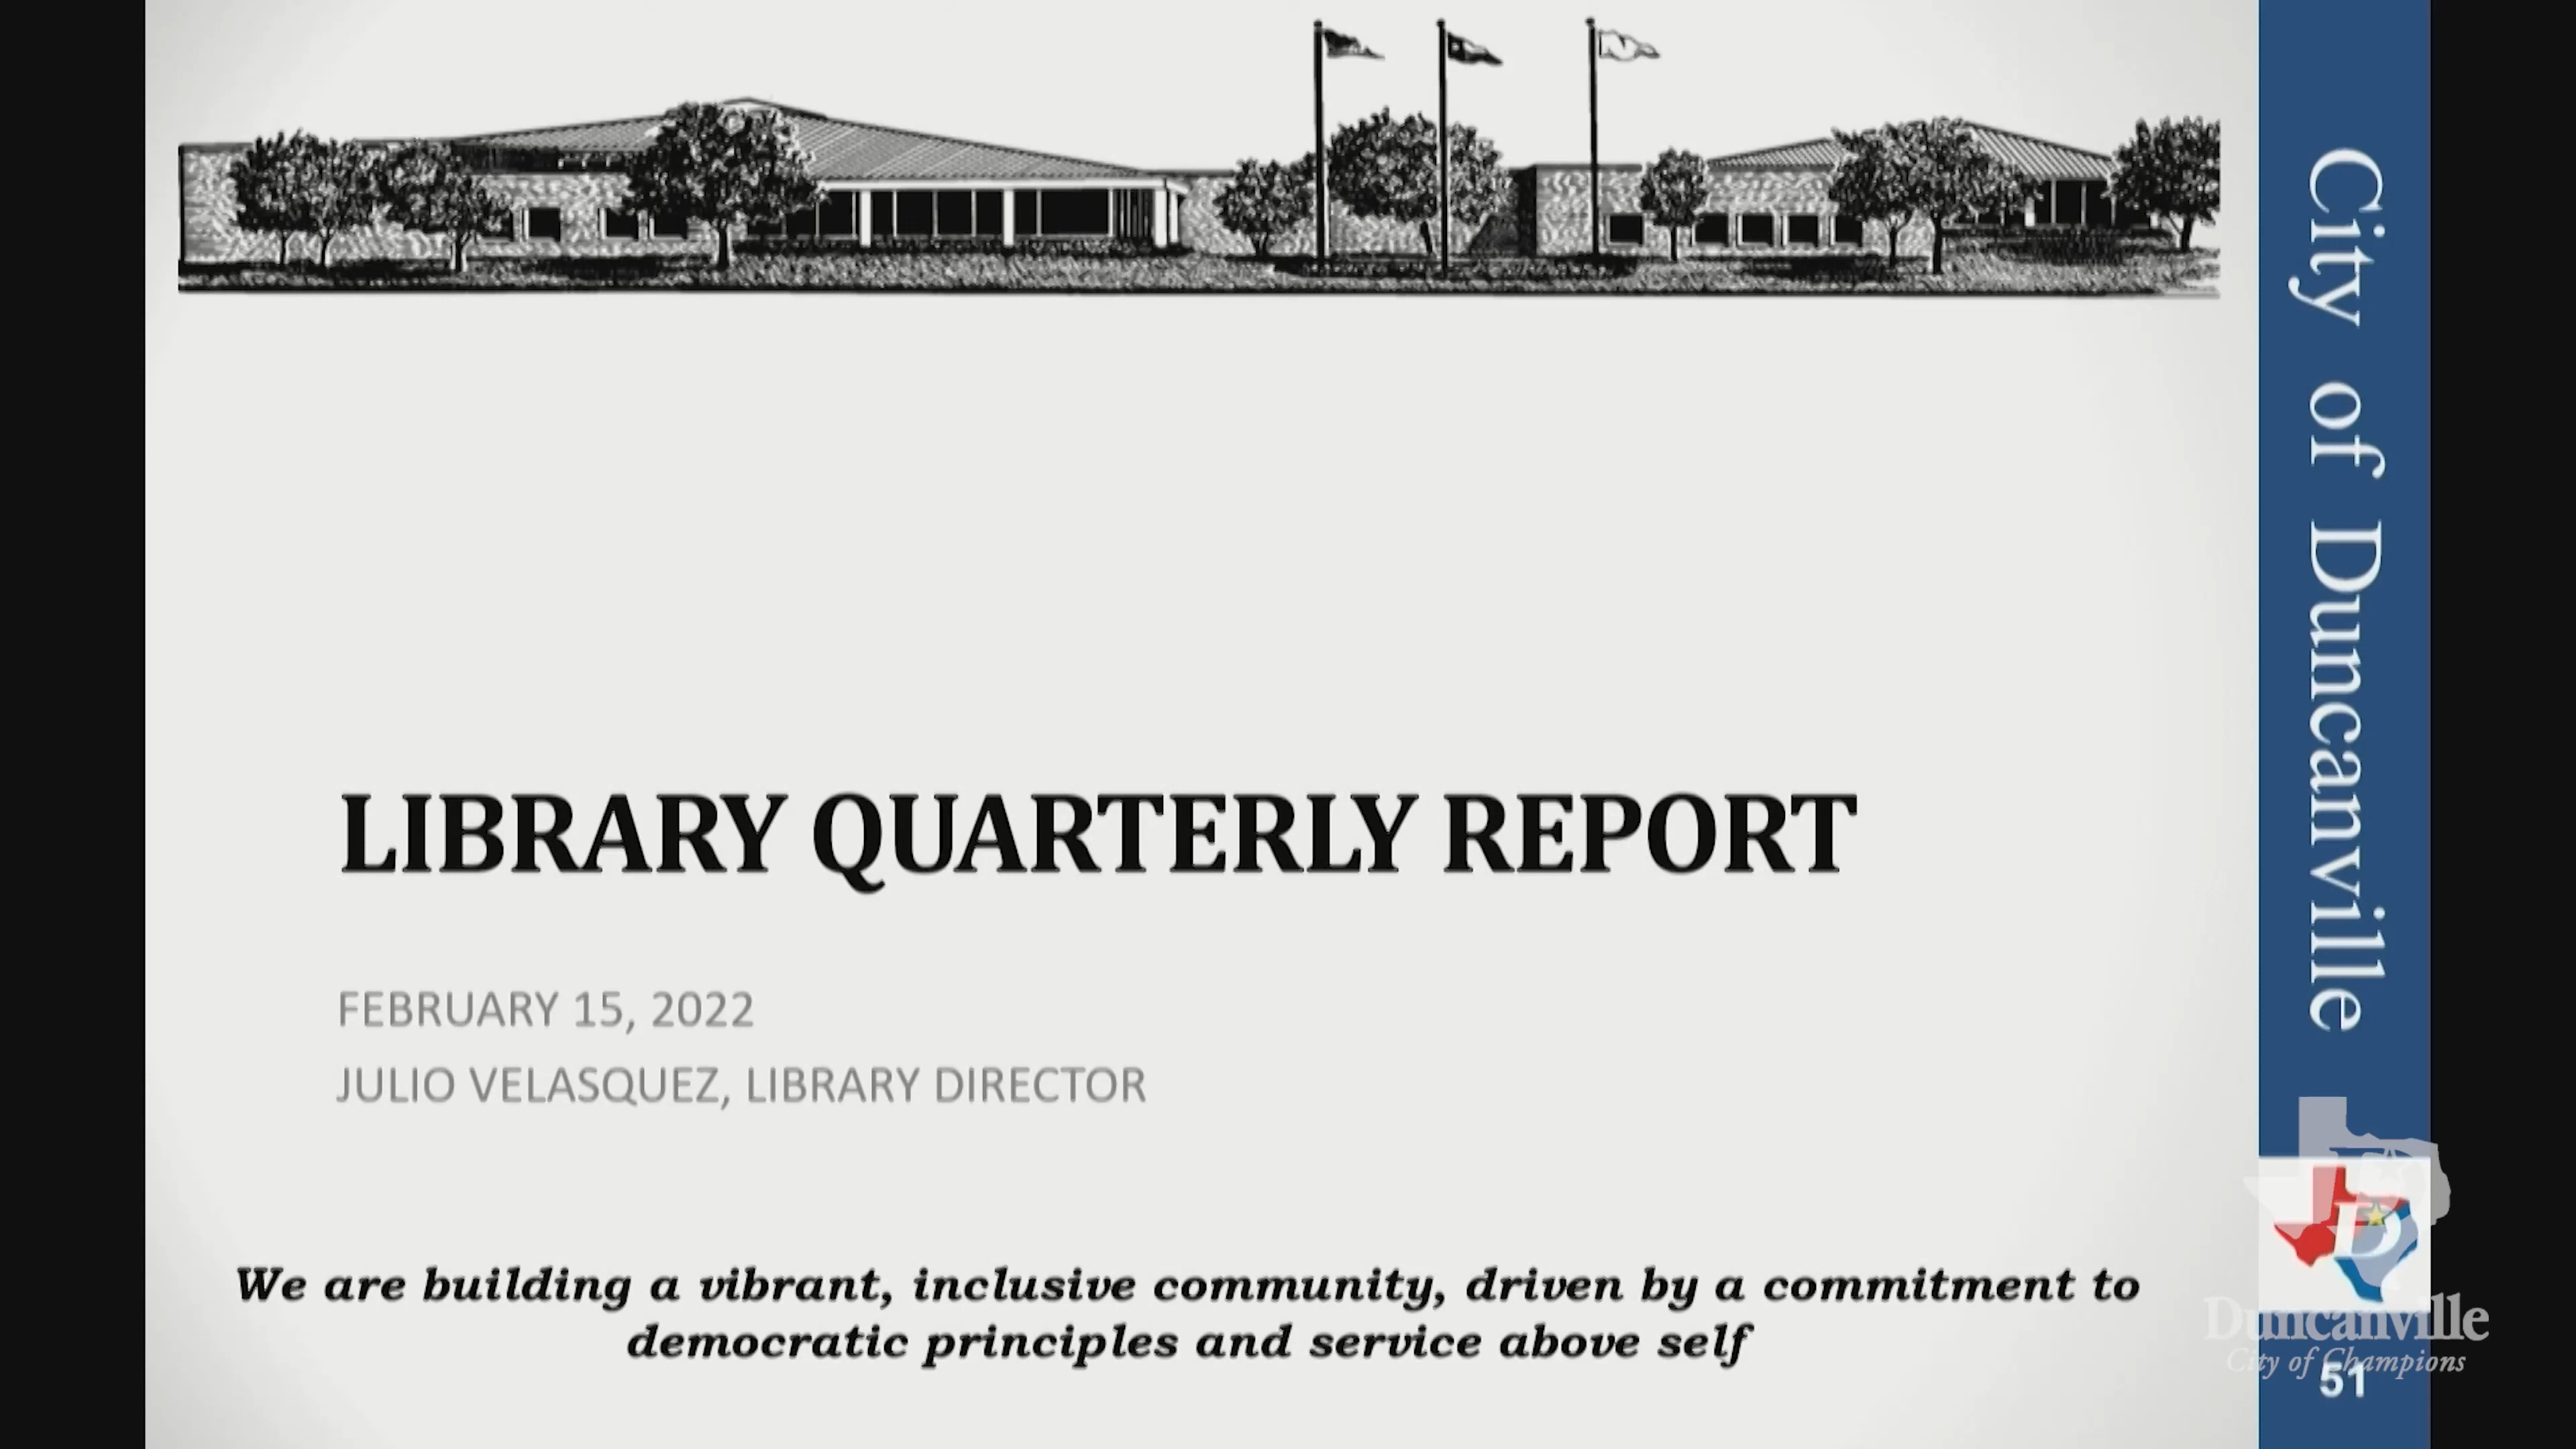 City of Duncanville
LIBRARY QUARTERLY REPORT
FEBRUARY 15, 2022
JULIO VELASQUEZ, LIBRARY DIRECTOR
We are building a vibrant, inclusive community, driven by a commitment to
democratic principles and service above self
D
Duncanville
City of Champions
51